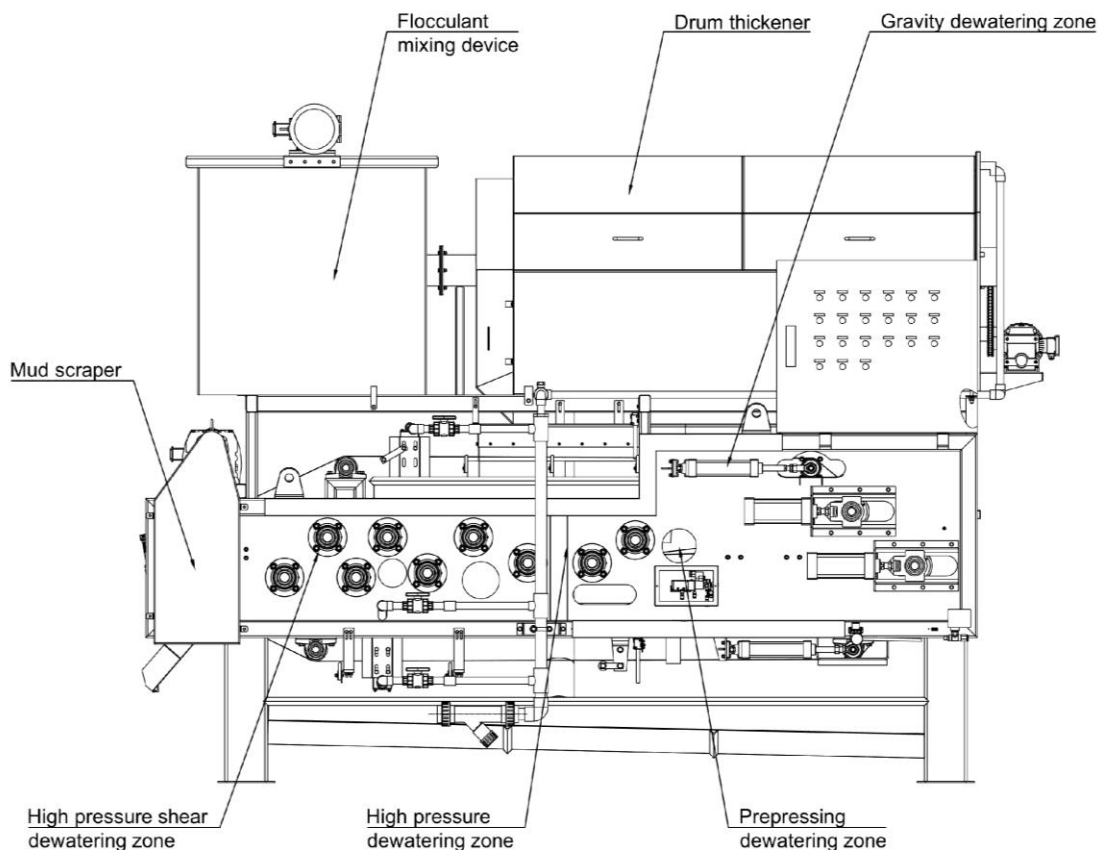 Flocculant
mixing device
Drum thickener
Gravity dewatering zone
Mud scraper
High pressure shear
dewatering zone
High pressure
dewatering zone
Prepressing
dewatering zone